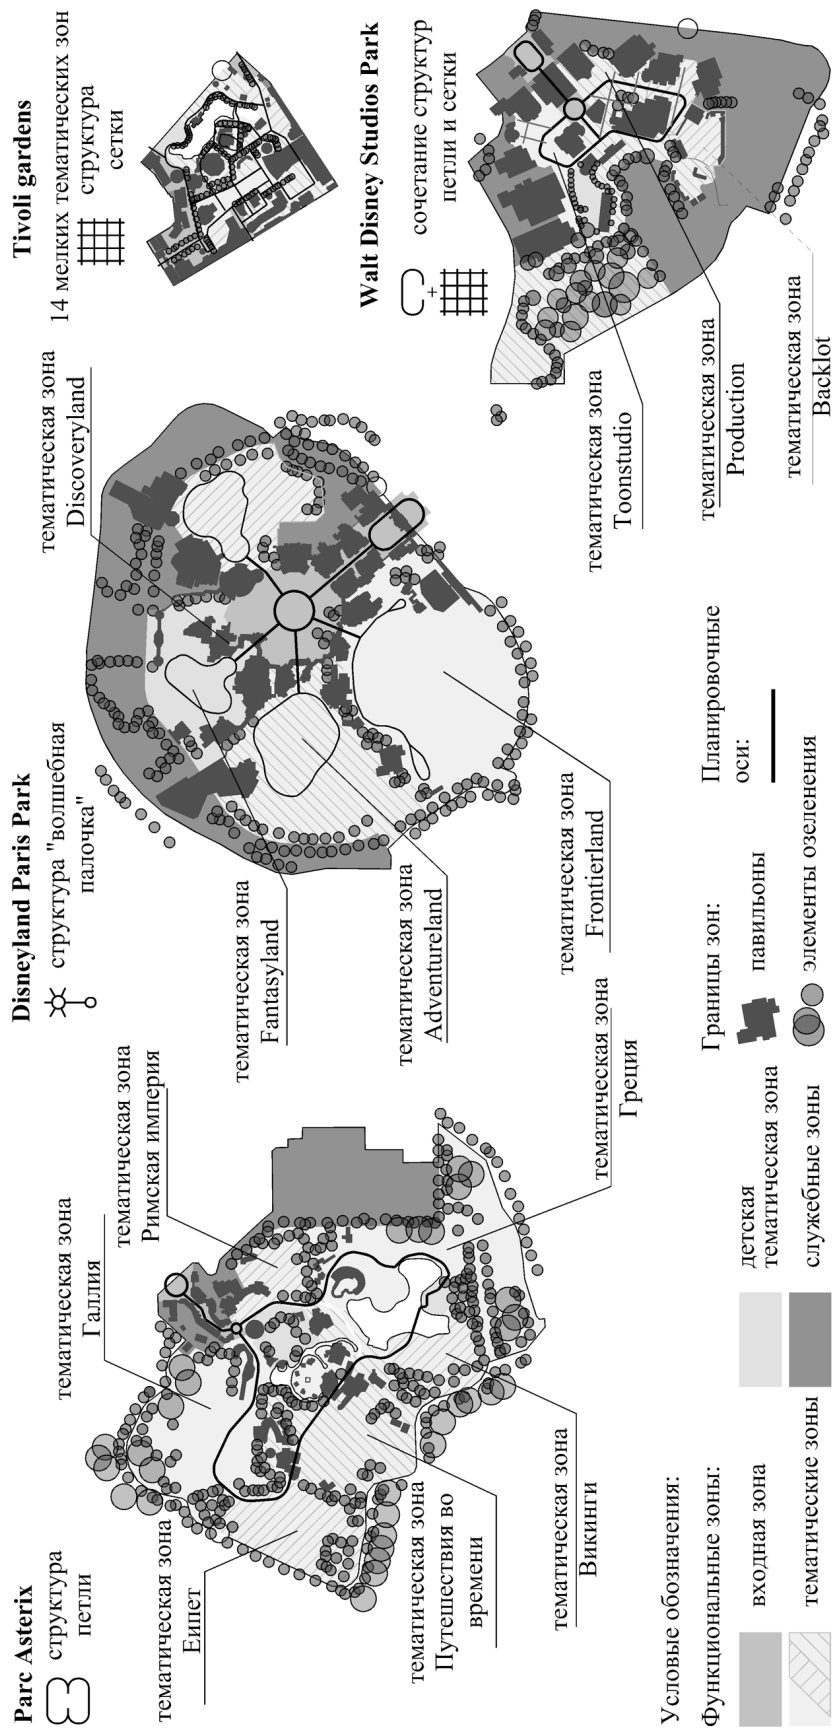 Parc Asterix
структура
петли
тематическая зона
Галлия
тематическая зона
Римская империя
тематическая зона
Еипет
тематическая зона
Путешествия во
времени
тематическая зона
Викинги
тематическая зона
Греция
Disneyland Paris Park
структура "волшебная
палочка"
тематическая зона
Discoveryland
тематическая зона
Fantasyland
тематическая зона
Adventureland
тематическая зона
Frontierland
Tivoli gardens
14 мелких тематических зон
структура
сетки
Walt Disney Studios Park
+
сочетание структур
петли и сетки
тематическая зона
Toonstudio
тематическая зона
Production
тематическая зона
Backlot
Условые обозначения:
Функциональные зоны:
входная зона
детская
тематическая зона
тематические зоны
служебные зоны
Границы зон:
павильоны
элементы озеленения
Планировочные
оси: